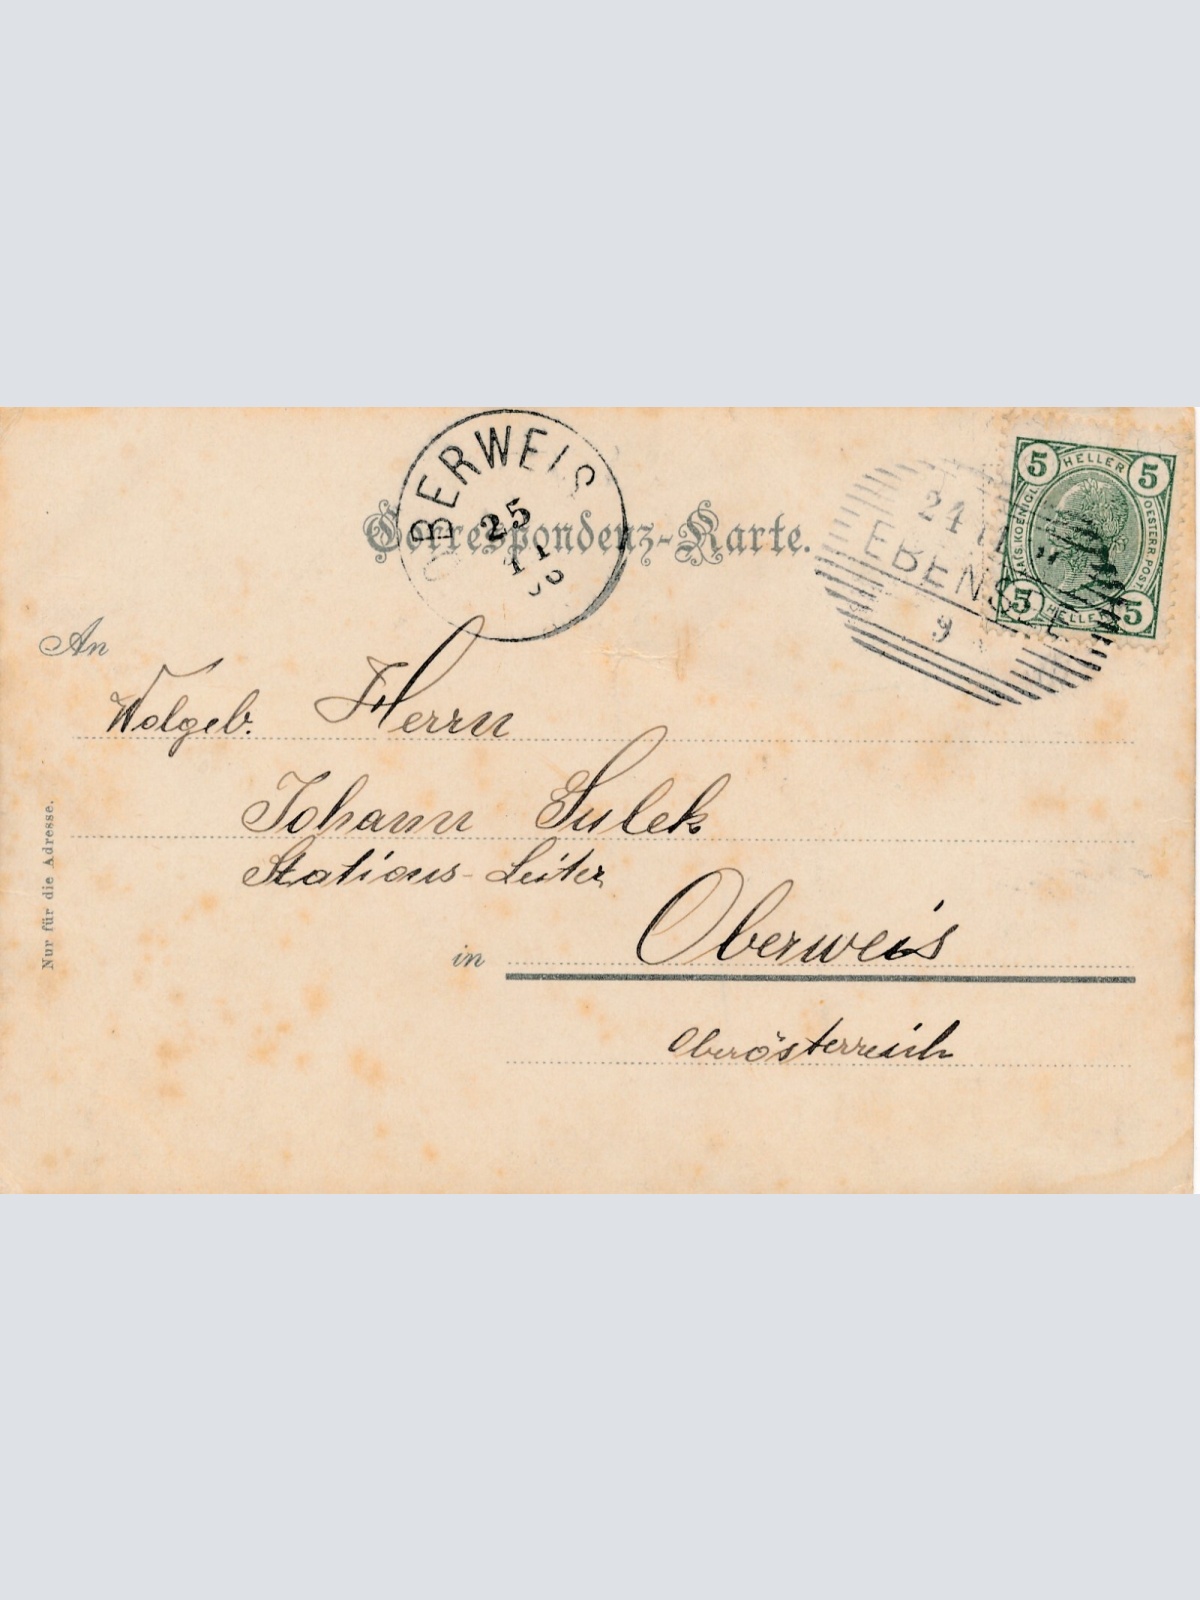 OBERWEIS
25
11
Correspondenz-Karte.
24
EBENS
9
5 HELLER 5
KAIS. KOENIGL. OESTERR. POST
5 HELLER 5
An
Wolgeb. Herrn
Johann Sulek
Stations-Leiter
in Oberweis
Oberösterreich
Nur für die Adresse.